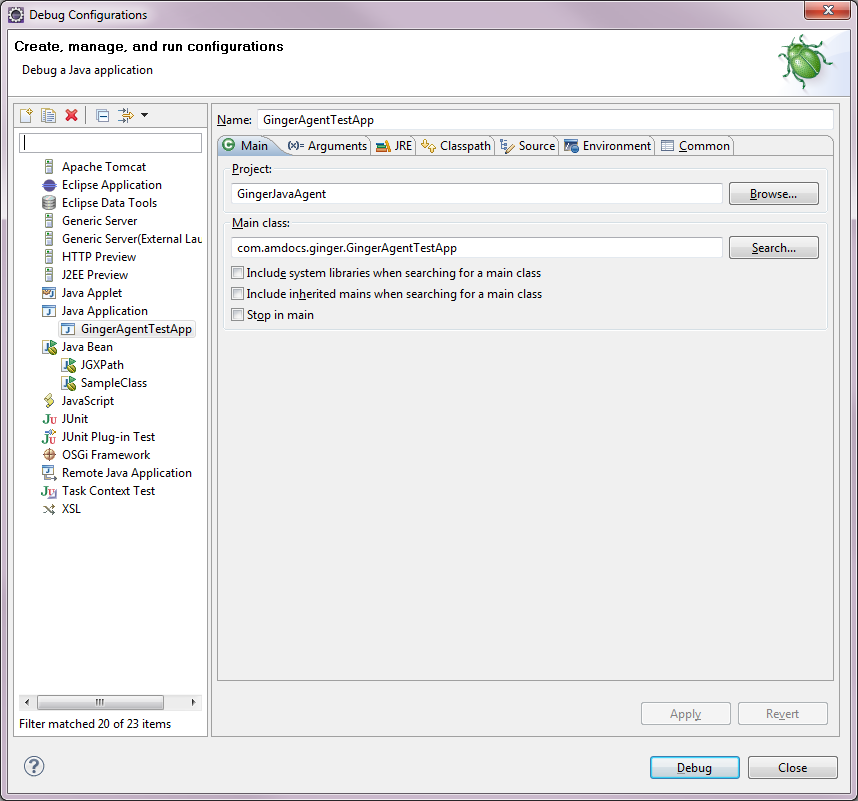 Debug Configurations
Create, manage, and run configurations
Debug a Java application
Name: GingerAgentTestApp
Main (x)= Arguments JRE Classpath Source Environment Common
Project:
GingerJavaAgent
Browse...
Main class:
com.amdocs.ginger.GingerAgentTestApp
Search...
Include system libraries when searching for a main class
Include inherited mains when searching for a main class
Stop in main
Apache Tomcat
Eclipse Application
Eclipse Data Tools
Generic Server
Generic Server(External Lau
HTTP Preview
J2EE Preview
Java Applet
Java Application
GingerAgentTestApp
Java Bean
JGXPath
SampleClass
JavaScript
JUnit
JUnit Plug-in Test
OSGi Framework
Remote Java Application
Task Context Test
XSL
Filter matched 20 of 23 items
Apply Revert
Debug Close